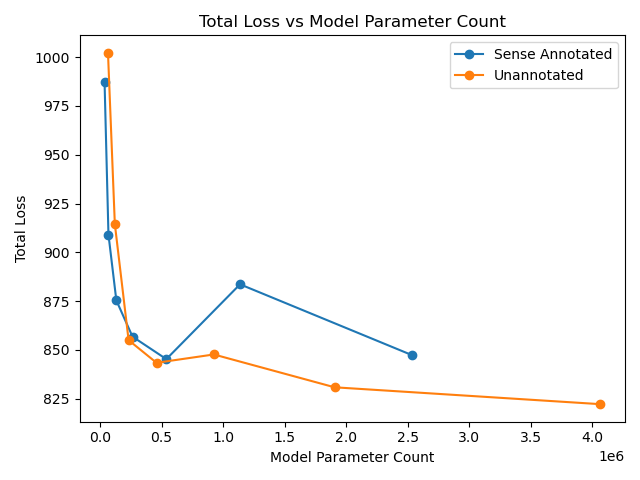 Total Loss vs Model Parameter Count
Sense Annotated
Unannotated
Total Loss
1000
975
950
925
900
875
850
825
0.0 0.5 1.0 1.5 2.0 2.5 3.0 3.5 4.0
1e6
Model Parameter Count